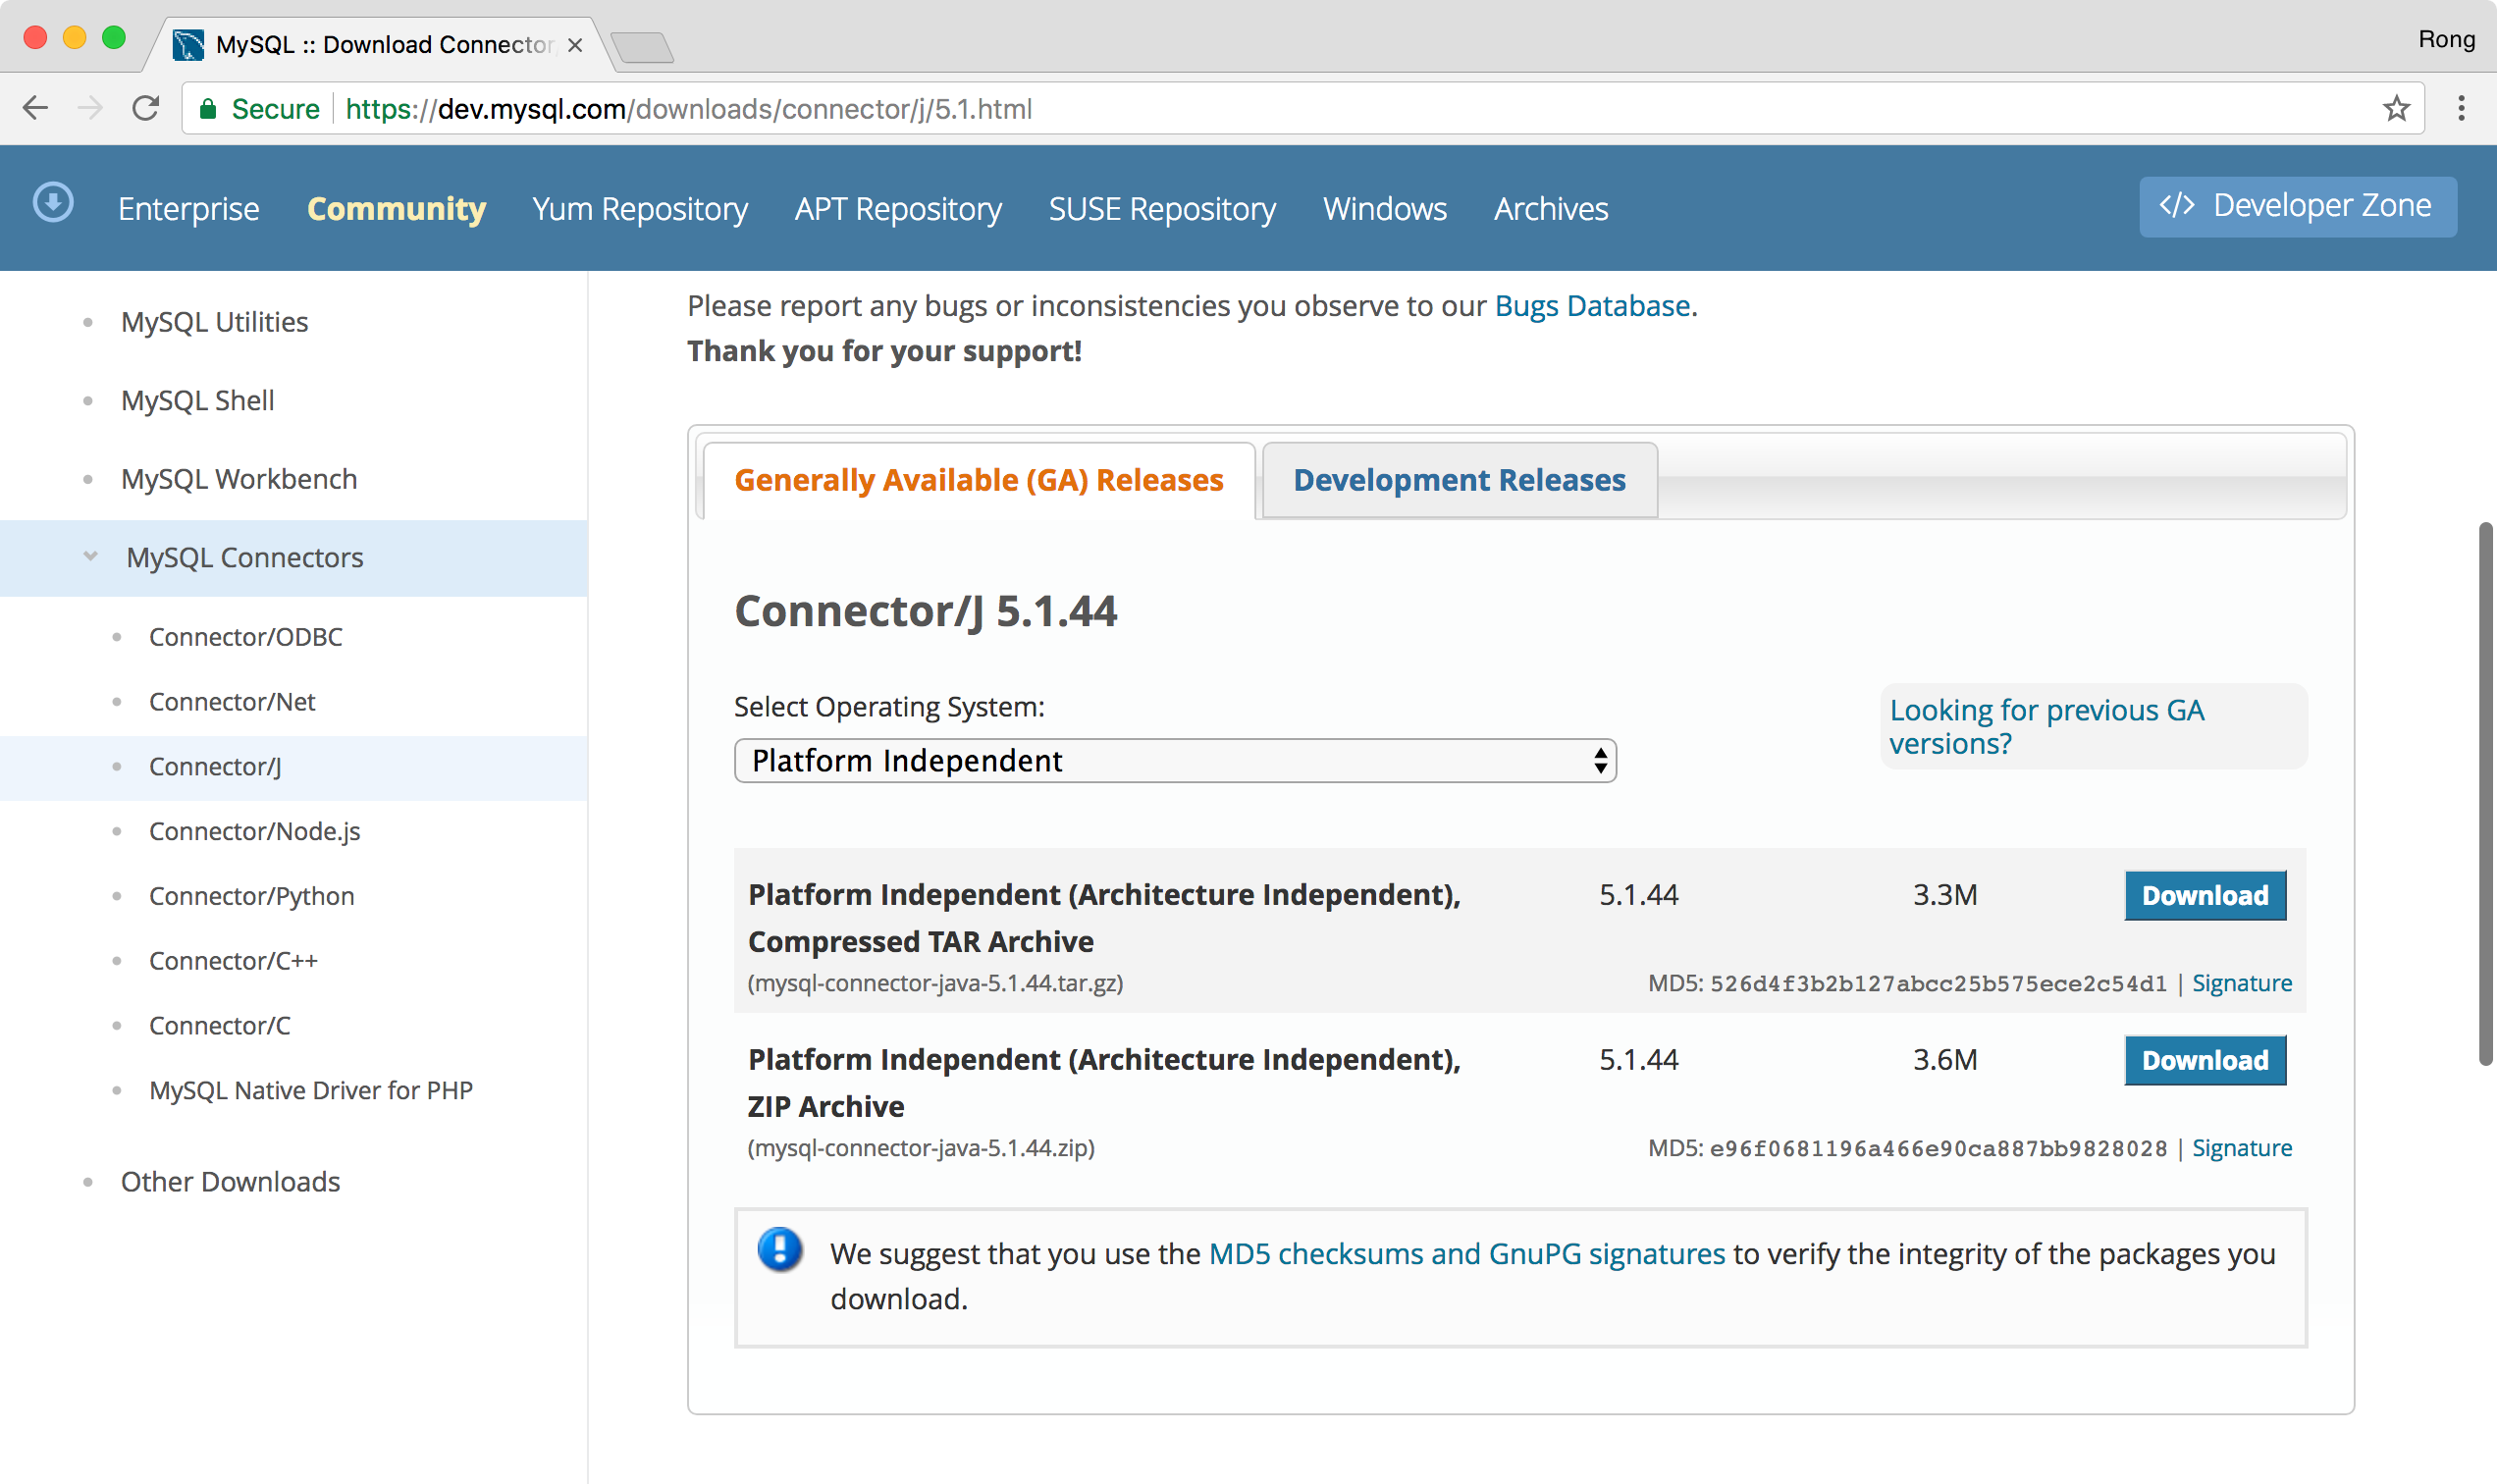 MySQL :: Download Connector
Rong
Secure
https://dev.mysql.com/downloads/connector/j/5.1.html
Enterprise
Community
Yum Repository
APT Repository
SUSE Repository
Windows
Archives
</> Developer Zone
MySQL Utilities
MySQL Shell
MySQL Workbench
MySQL Connectors
Connector/ODBC
Connector/Net
Connector/J
Connector/Node.js
Connector/Python
Connector/C++
Connector/C
MySQL Native Driver for PHP
Other Downloads
Please report any bugs or inconsistencies you observe to our Bugs Database.
Thank you for your support!
Generally Available (GA) Releases
Development Releases
Connector/J 5.1.44
Select Operating System:
Platform Independent
Looking for previous GA
versions?
Platform Independent (Architecture Independent),
Compressed TAR Archive
5.1.44
3.3M
Download
(mysql-connector-java-5.1.44.tar.gz)
MD5: 526d4f3b2b127abcc25b575ece2c54d1 | Signature
Platform Independent (Architecture Independent),
ZIP Archive
5.1.44
3.6M
Download
(mysql-connector-java-5.1.44.zip)
MD5: e96f0681196a466e90ca887bb9828028 | Signature
We suggest that you use the MD5 checksums and GnuPG signatures to verify the integrity of the packages you
download.